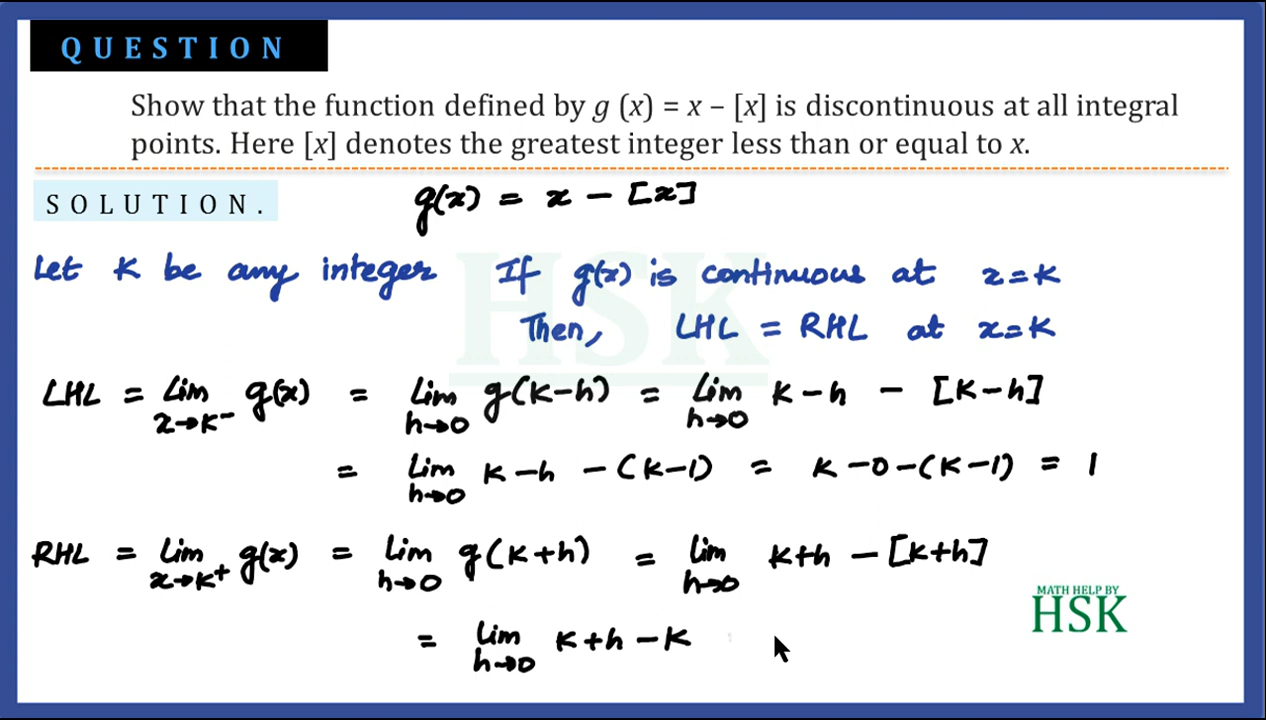 QUESTION
Show that the function defined by g (x) = x – [x] is discontinuous at all integral
points. Here [x] denotes the greatest integer less than or equal to x.
SOLUTION.
g(x) = x - [x]
Let K be any integer If g(x) is continuous at x=K
Then, LHL = RHL at x=K
LHL = Lim x→K⁻ g(x) = Lim h→0 g(K-h) = Lim h→0 K-h - [K-h]
= Lim h→0 K-h -(K-1) = K-0-(K-1) = 1
RHL = Lim x→K⁺ g(x) = Lim h→0 g(K+h) = Lim h→0 K+h -[K+h]
= Lim h→0 K+h-K
MATH HELP BY
HSK
HSK